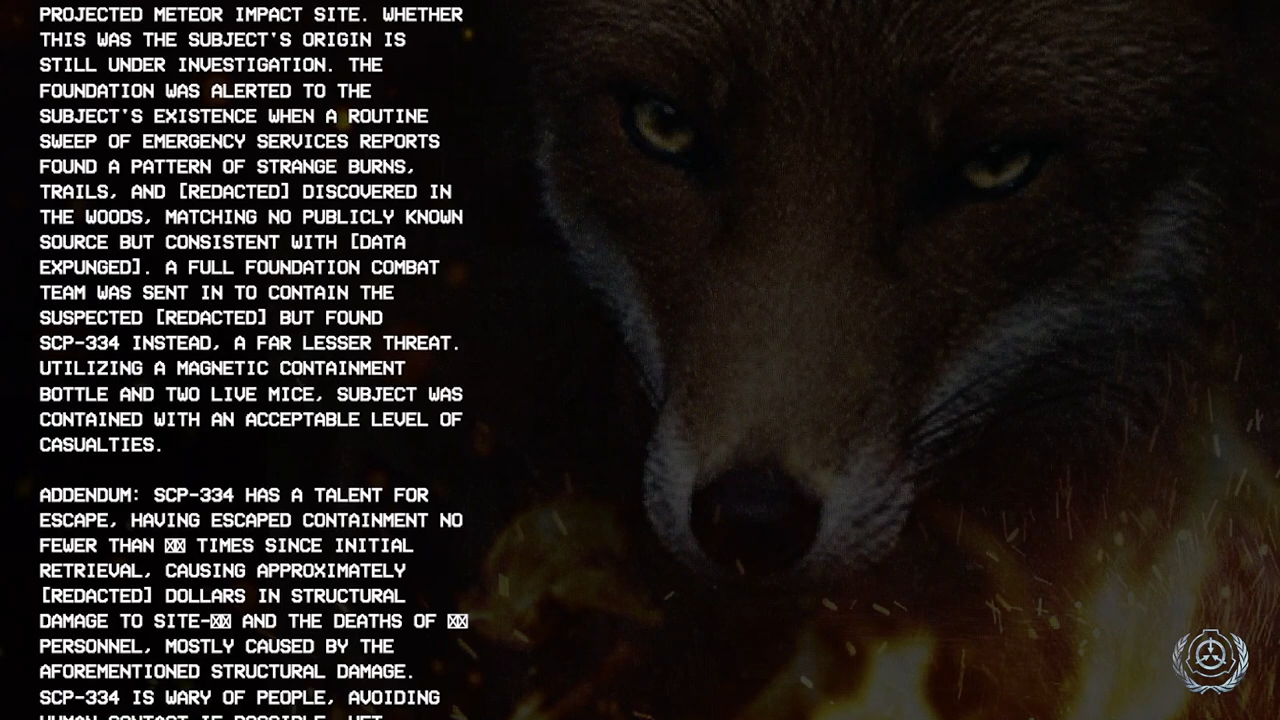 PROJECTED METEOR IMPACT SITE. WHETHER
THIS WAS THE SUBJECT'S ORIGIN IS
STILL UNDER INVESTIGATION. THE
FOUNDATION WAS ALERTED TO THE
SUBJECT'S EXISTENCE WHEN A ROUTINE
SWEEP OF EMERGENCY SERVICES REPORTS
FOUND A PATTERN OF STRANGE BURNS,
TRAILS, AND [REDACTED] DISCOVERED IN
THE WOODS, MATCHING NO PUBLICLY KNOWN
SOURCE BUT CONSISTENT WITH [DATA
EXPUNGED]. A FULL FOUNDATION COMBAT
TEAM WAS SENT IN TO CONTAIN THE
SUSPECTED [REDACTED] BUT FOUND
SCP-334 INSTEAD, A FAR LESSER THREAT.
UTILIZING A MAGNETIC CONTAINMENT
BOTTLE AND TWO LIVE MICE, SUBJECT WAS
CONTAINED WITH AN ACCEPTABLE LEVEL OF
CASUALTIES.
ADDENDUM: SCP-334 HAS A TALENT FOR
ESCAPE, HAVING ESCAPED CONTAINMENT NO
FEWER THAN ☒☒ TIMES SINCE INITIAL
RETRIEVAL, CAUSING APPROXIMATELY
[REDACTED] DOLLARS IN STRUCTURAL
DAMAGE TO SITE-☒☒ AND THE DEATHS OF ☒☒
PERSONNEL, MOSTLY CAUSED BY THE
AFOREMENTIONED STRUCTURAL DAMAGE.
SCP-334 IS WARY OF PEOPLE, AVOIDING